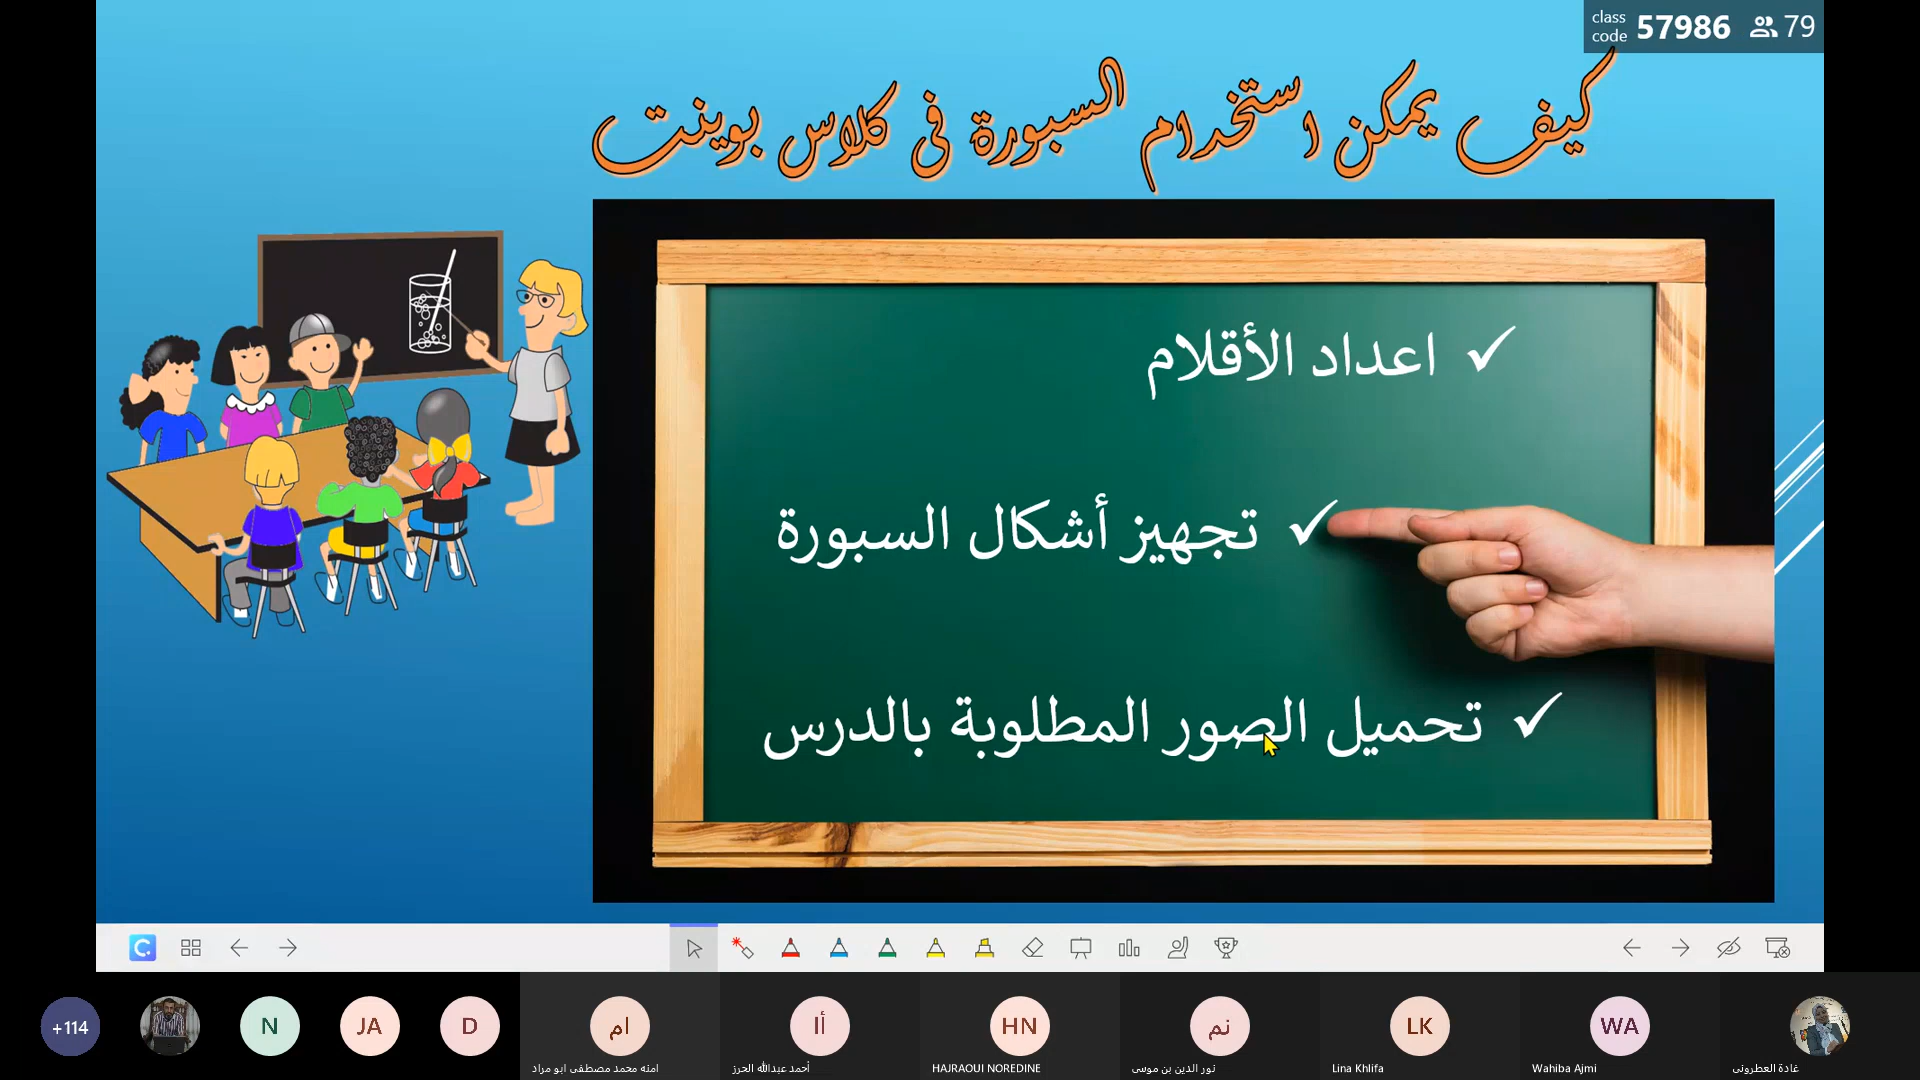 class code 57986 79
كيف يمكن استخدام السبورة فى كلاس بوينت
✓ اعداد الأقلام
✓ تجهيز أشكال السبورة
✓ تحميل الصور المطلوبة بالدرس
+114
N
JA
D
ام
أا
HN
نم
LK
WA
امنه محمد مصطفى ابو مراد
أحمد عبدالله الحرز
HAJRAOUI NOREDINE
نور الدين بن موسى
Lina Khlifa
Wahiba Ajmi
غادة العطرونى